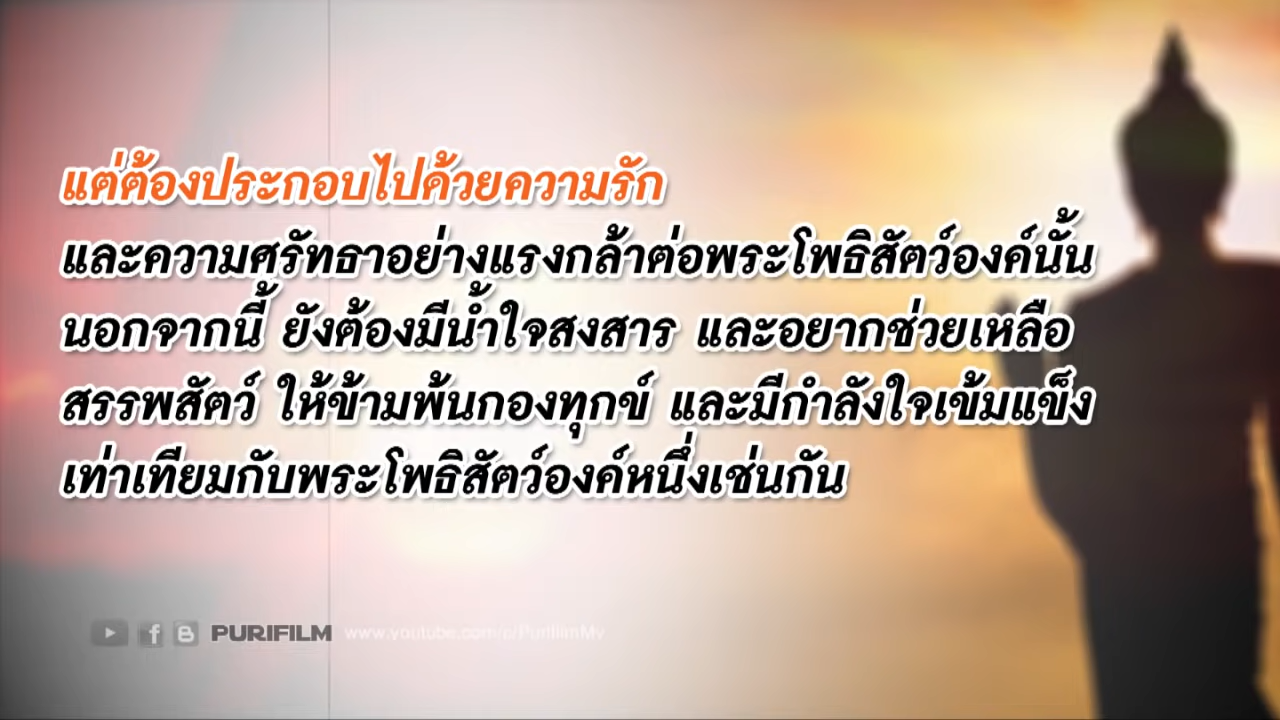 แต่ต้องประกอบไปด้วยความรัก
และความศรัทธาอย่างแรงกล้าต่อพระโพธิสัตว์องค์นั้น
นอกจากนี้ ยังต้องมีน้ำใจสงสาร และอยากช่วยเหลือ
สรรพสัตว์ ให้ข้ามพ้นกองทุกข์ และมีกำลังใจเข้มแข็ง
เท่าเทียมกับพระโพธิสัตว์องค์หนึ่งเช่นกัน
PURIFILM www.youtube.com/c/PurifilmMv